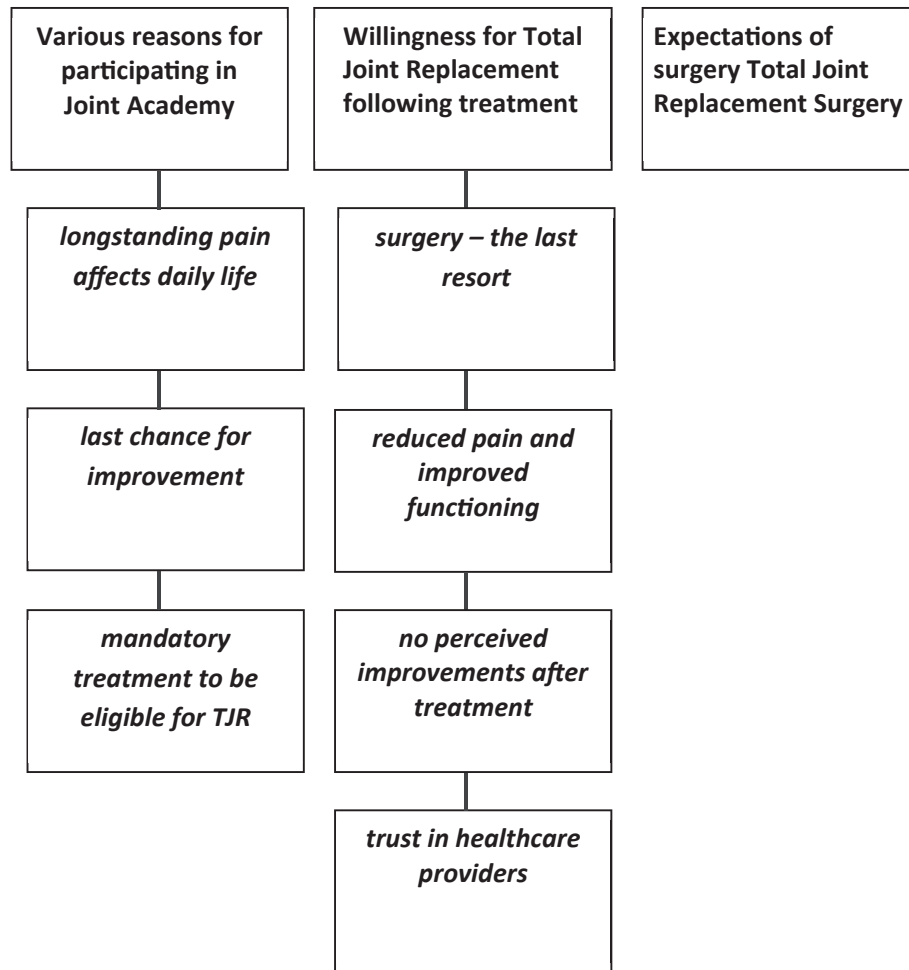 Various reasons for
participating in
Joint Academy
longstanding pain
affects daily life
last chance for
improvement
mandatory
treatment to be
eligible for TJR
Willingness for Total
Joint Replacement
following treatment
surgery – the last
resort
reduced pain and
improved
functioning
no perceived
improvements after
treatment
trust in healthcare
providers
Expectations of
surgery Total Joint
Replacement Surgery